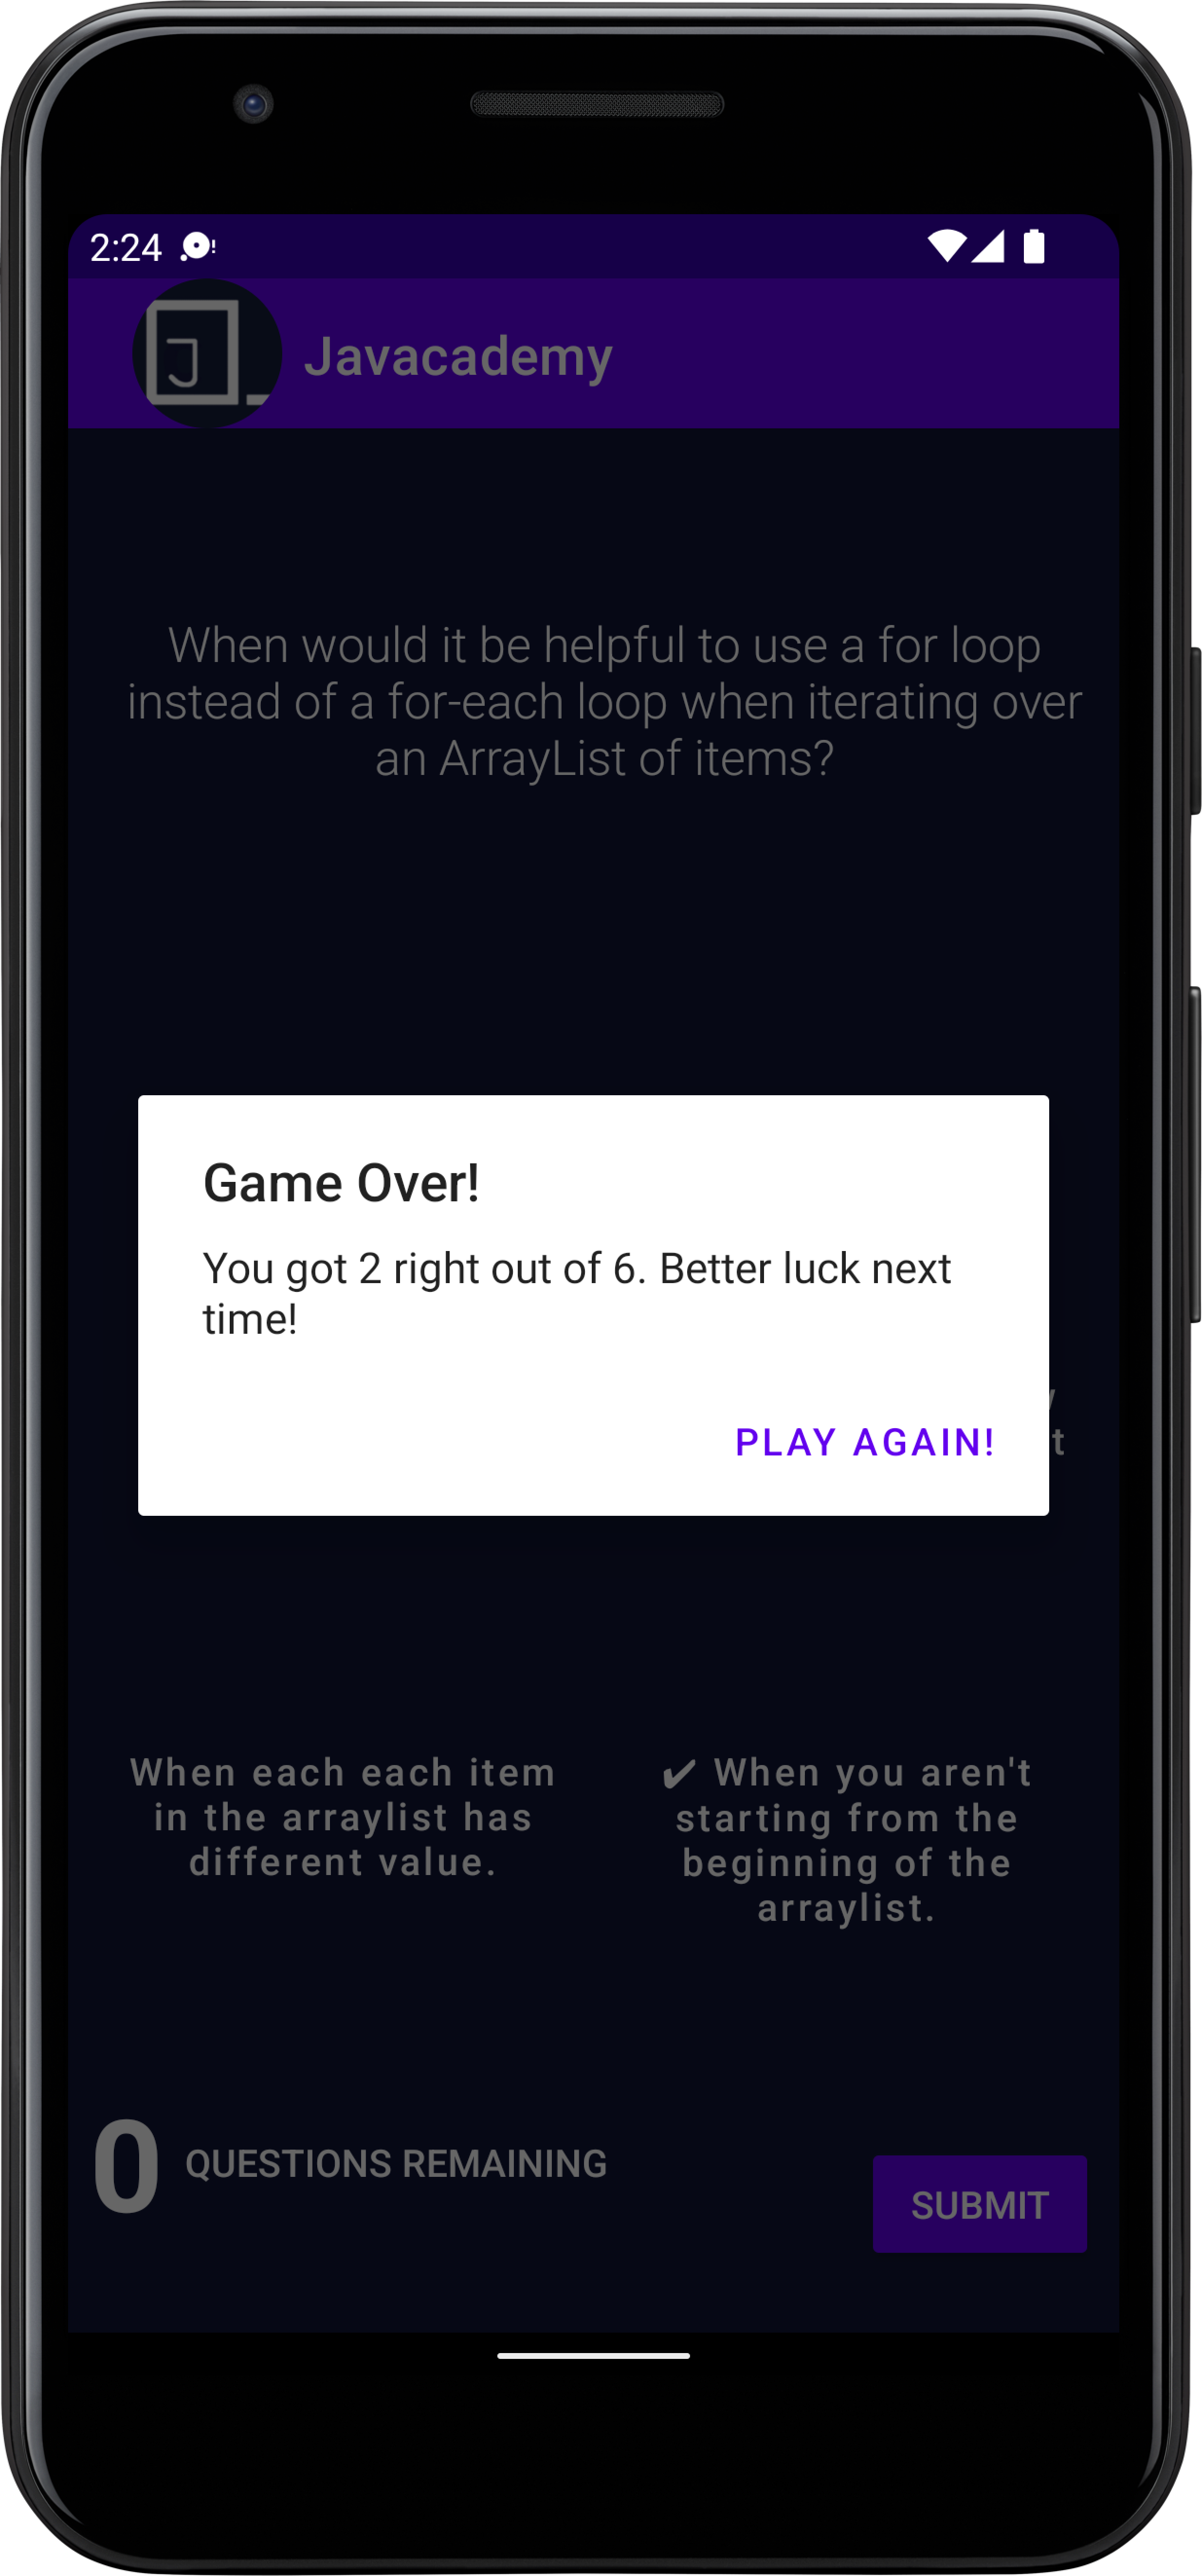 2:24
J
Javacademy
When would it be helpful to use a for loop
instead of a for-each loop when iterating over
an ArrayList of items?
Game Over!
You got 2 right out of 6. Better luck next
time!
PLAY AGAIN!
When each each item
in the arraylist has
different value.
✔ When you aren't
starting from the
beginning of the
arraylist.
0 QUESTIONS REMAINING
SUBMIT